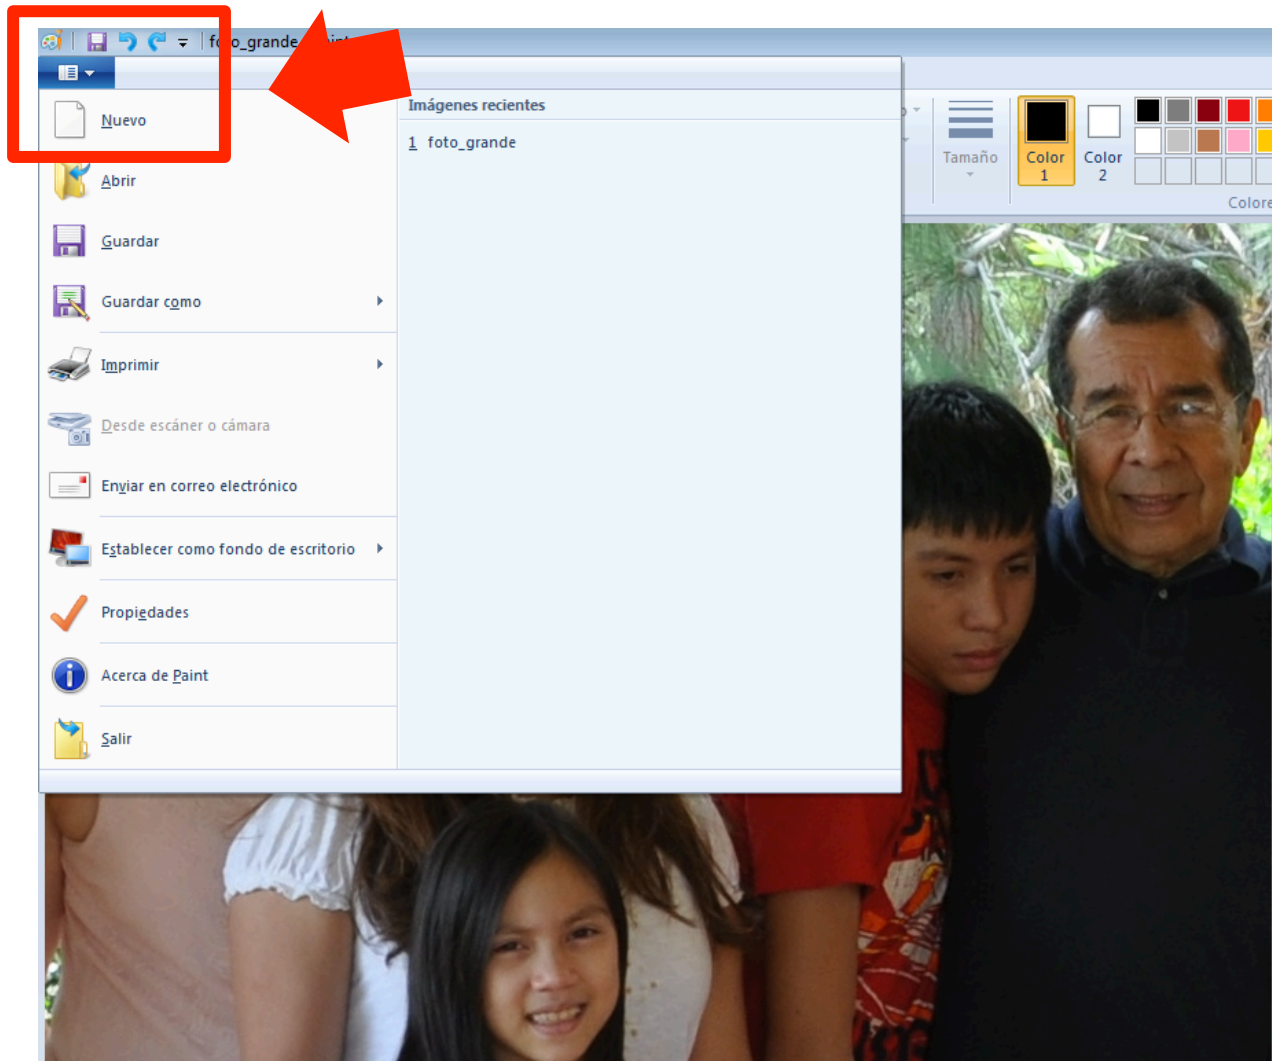 foto_grande
Nuevo
Abrir
Guardar
Guardar como
Imprimir
Desde escáner o cámara
Enviar en correo electrónico
Establecer como fondo de escritorio
Propiedades
Acerca de Paint
Salir
Imágenes recientes
1 foto_grande
Tamaño
Color
1
Color
2